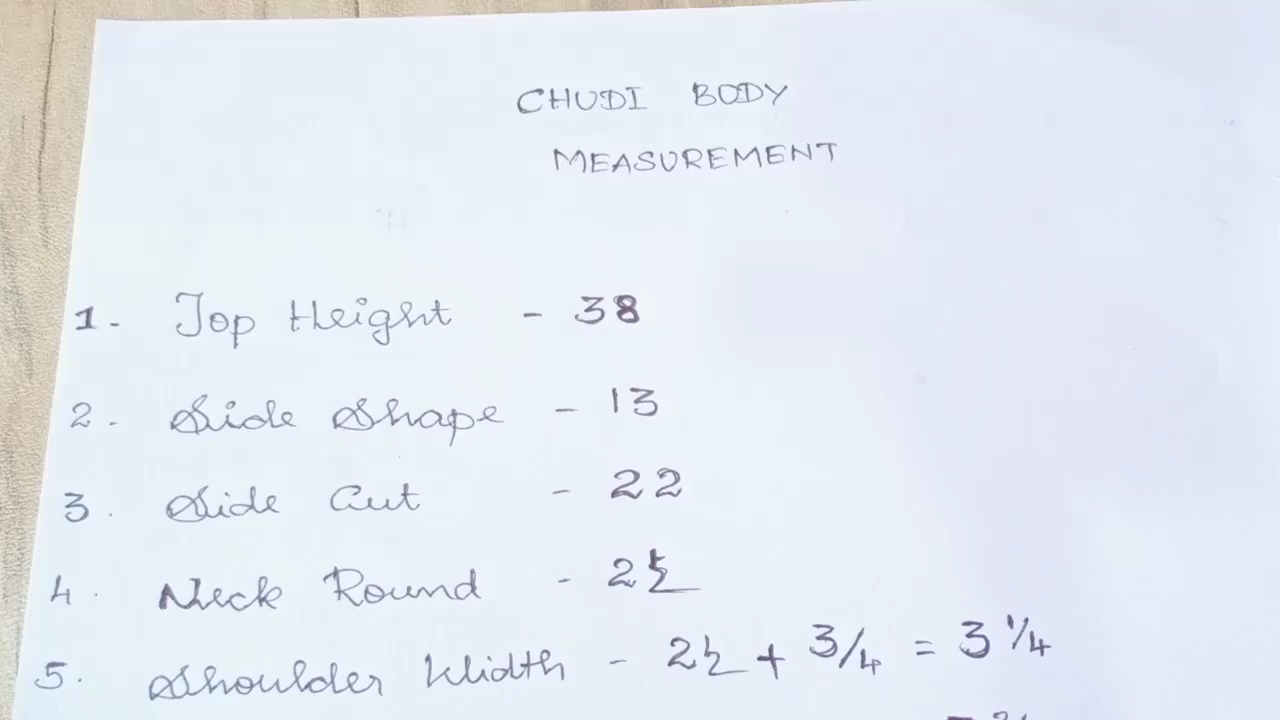 CHUDI BODY
MEASUREMENT
1. Top Height - 38
2. Side Shape - 13
3. Side Cut - 22
4. Neck Round - 2½
5. Shoulder Width - 2½ + 3/4 = 3 1/4